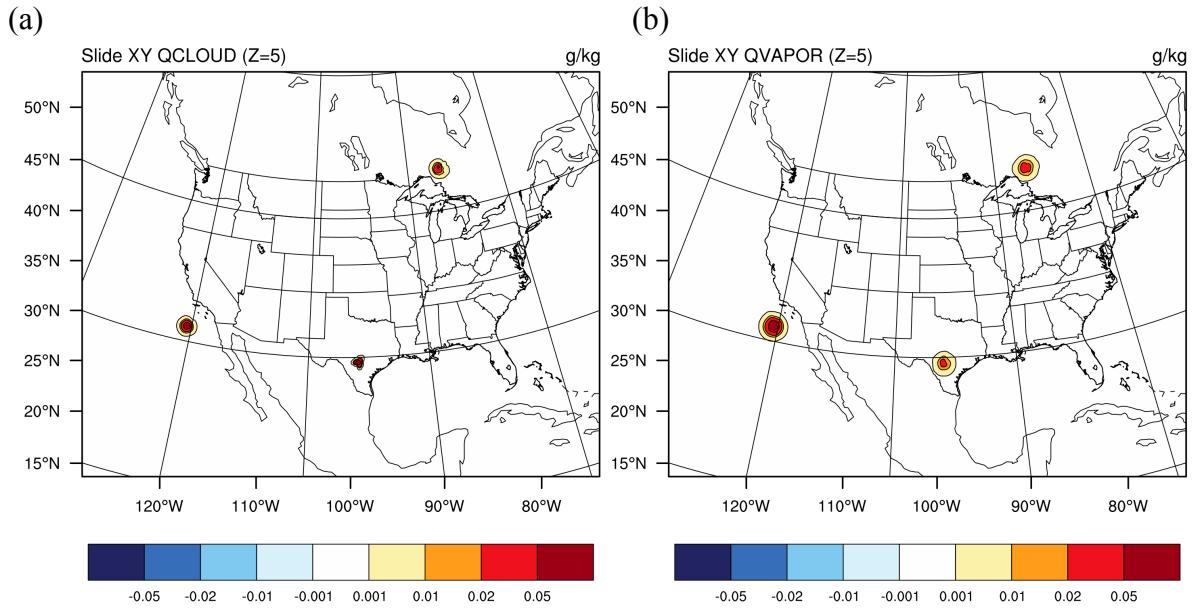 (a)
(b)
Slide XY QCLOUD (Z=5) g/kg
Slide XY QVAPOR (Z=5) g/kg
50°N
45°N
40°N
35°N
30°N
25°N
20°N
15°N
120°W 110°W 100°W 90°W 80°W
50°N
45°N
40°N
35°N
30°N
25°N
20°N
15°N
120°W 110°W 100°W 90°W 80°W
-0.05 -0.02 -0.01 -0.001 0.001 0.01 0.02 0.05
-0.05 -0.02 -0.01 -0.001 0.001 0.01 0.02 0.05